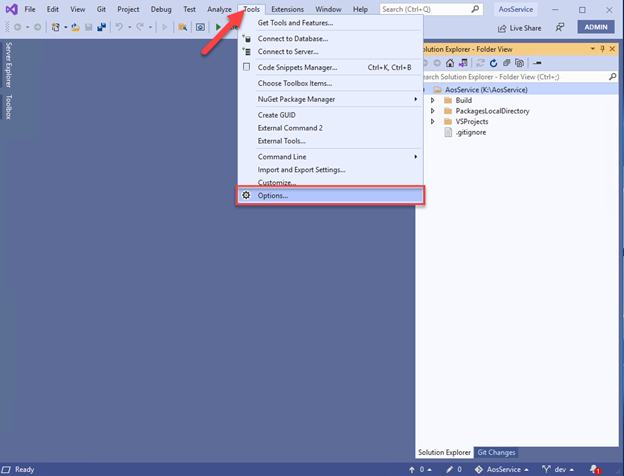 File Edit View Git Project Debug Test Analyze Tools Extensions Window Help Search (Ctrl+Q) AosService
Live Share ADMIN
Server Explorer
Toolbox
Get Tools and Features...
Connect to Database...
Connect to Server...
Code Snippets Manager... Ctrl+K, Ctrl+B
Choose Toolbox Items...
NuGet Package Manager
Create GUID
External Command 2
External Tools...
Command Line
Import and Export Settings...
Customize...
Options...
olution Explorer - Folder View
earch Solution Explorer - Folder View (Ctrl+;)
AosService (K:\AosService)
Build
PackagesLocalDirectory
VSProjects
.gitignore
Solution Explorer Git Changes
Ready 0 0 AosService dev 1